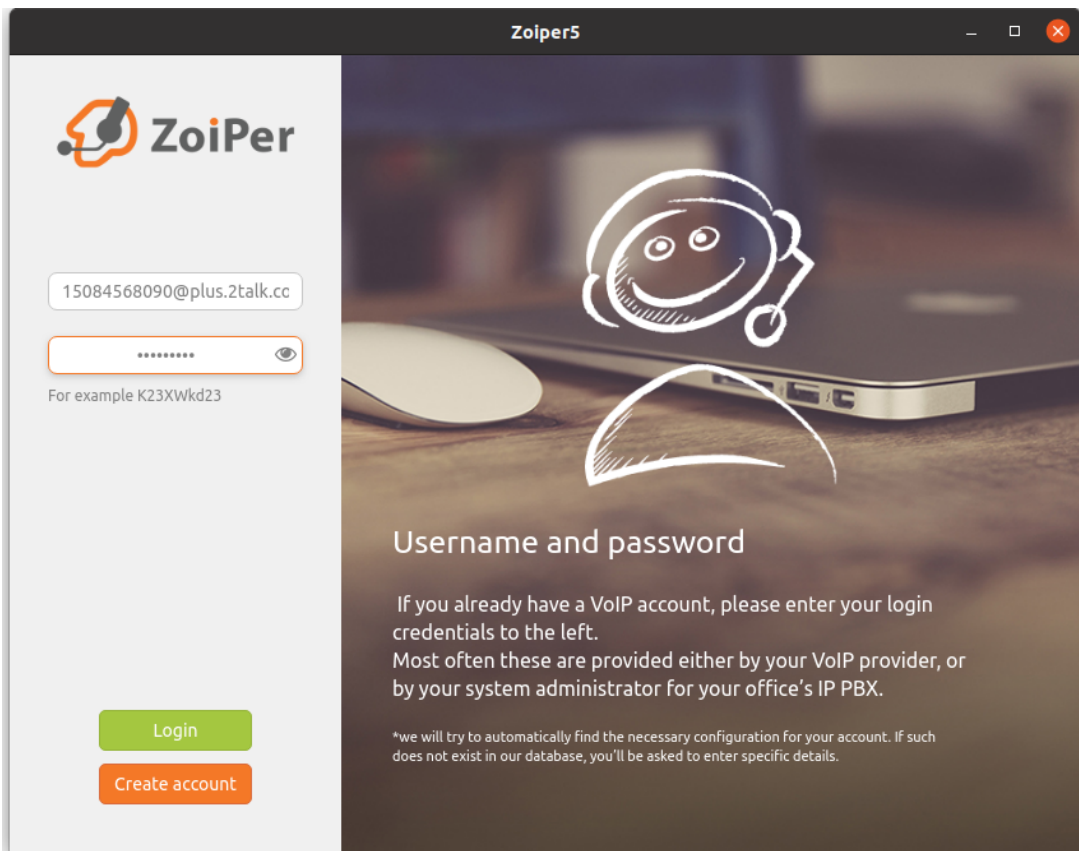 Zoiper5
ZoiPer
15084568090@plus.2talk.co
•••••••••
For example K23XWkd23
Login
Create account
Username and password
If you already have a VoIP account, please enter your login
credentials to the left.
Most often these are provided either by your VoIP provider, or
by your system administrator for your office's IP PBX.
*we will try to automatically find the necessary configuration for your account. If such
does not exist in our database, you'll be asked to enter specific details.